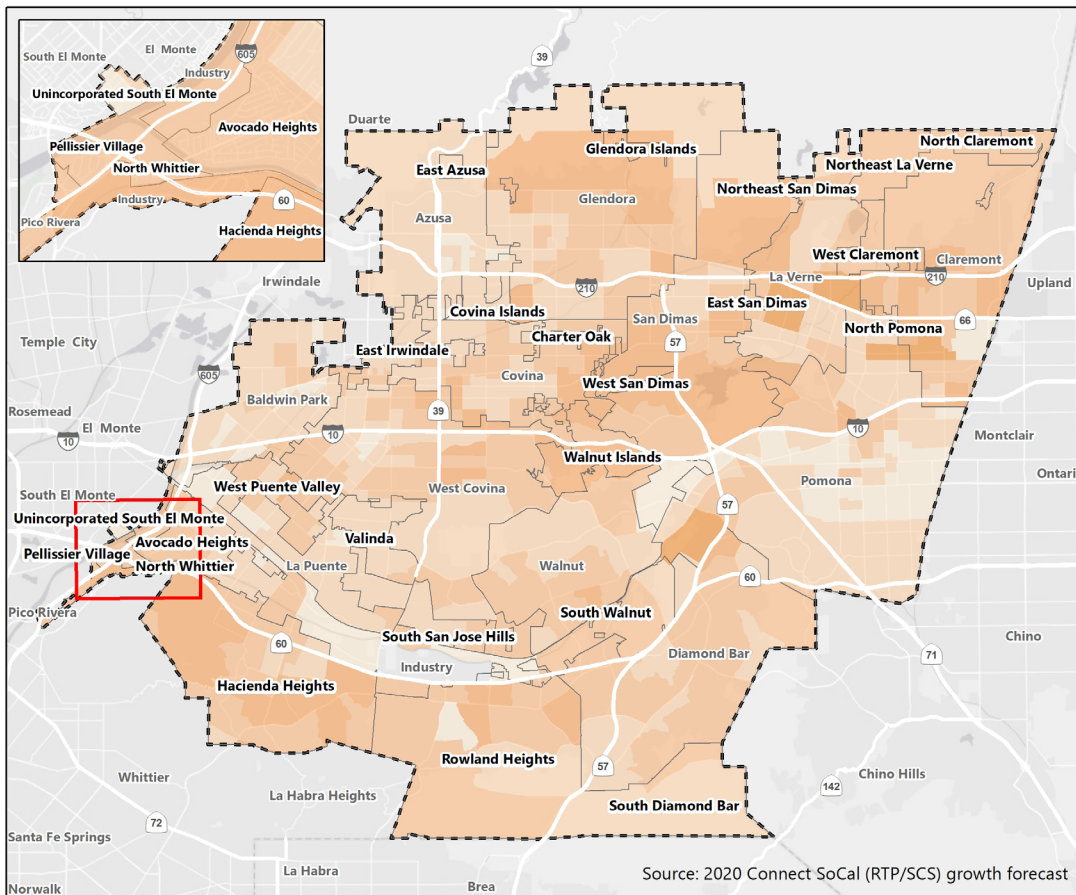 South El Monte
El Monte
605
Industry
Unincorporated South El Monte
Avocado Heights
Pellissier Village
North Whittier
Industry
60
Pico Rivera
Hacienda Heights
39
Duarte
Glendora Islands
North Claremont
East Azusa
Northeast La Verne
Northeast San Dimas
Glendora
Azusa
West Claremont
Claremont
La Verne
210
210
Irwindale
Upland
East San Dimas
Covina Islands
San Dimas
North Pomona
66
Charter Oak
57
Temple City
East Irwindale
605
Covina
West San Dimas
Baldwin Park
39
Rosemead
El Monte
10
10
10
Montclair
Walnut Islands
Ontari
Pomona
West Puente Valley
West Covina
South El Monte
57
Unincorporated South El Monte
Valinda
Avocado Heights
Pellissier Village
North Whittier
La Puente
Walnut
60
Pico Rivera
South Walnut
South San Jose Hills
Chino
60
Industry
Diamond Bar
71
Hacienda Heights
Rowland Heights
57
Whittier
Chino Hills
142
La Habra Heights
South Diamond Bar
72
Santa Fe Springs
La Habra
Source: 2020 Connect SoCal (RTP/SCS) growth forecast
Norwalk
Brea